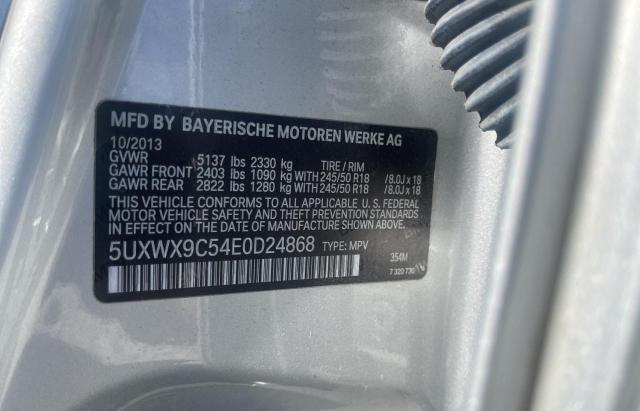 MFD BY BAYERISCHE MOTOREN WERKE AG
10/2013
GVWR 5137 lbs 2330 kg TIRE / RIM
GAWR FRONT 2403 lbs 1090 kg WITH 245/50 R18 /8.0J x 18
GAWR REAR 2822 lbs 1280 kg WITH 245/50 R18 /8.0J x 18
THIS VEHICLE CONFORMS TO ALL APPLICABLE U.S. FEDERAL
MOTOR VEHICLE SAFETY AND THEFT PREVENTION STANDARDS
IN EFFECT ON THE DATE OF MANUFACTURE SHOWN ABOVE.
5UXWX9C54E0D24868 TYPE: MPV
354M
7 320 730